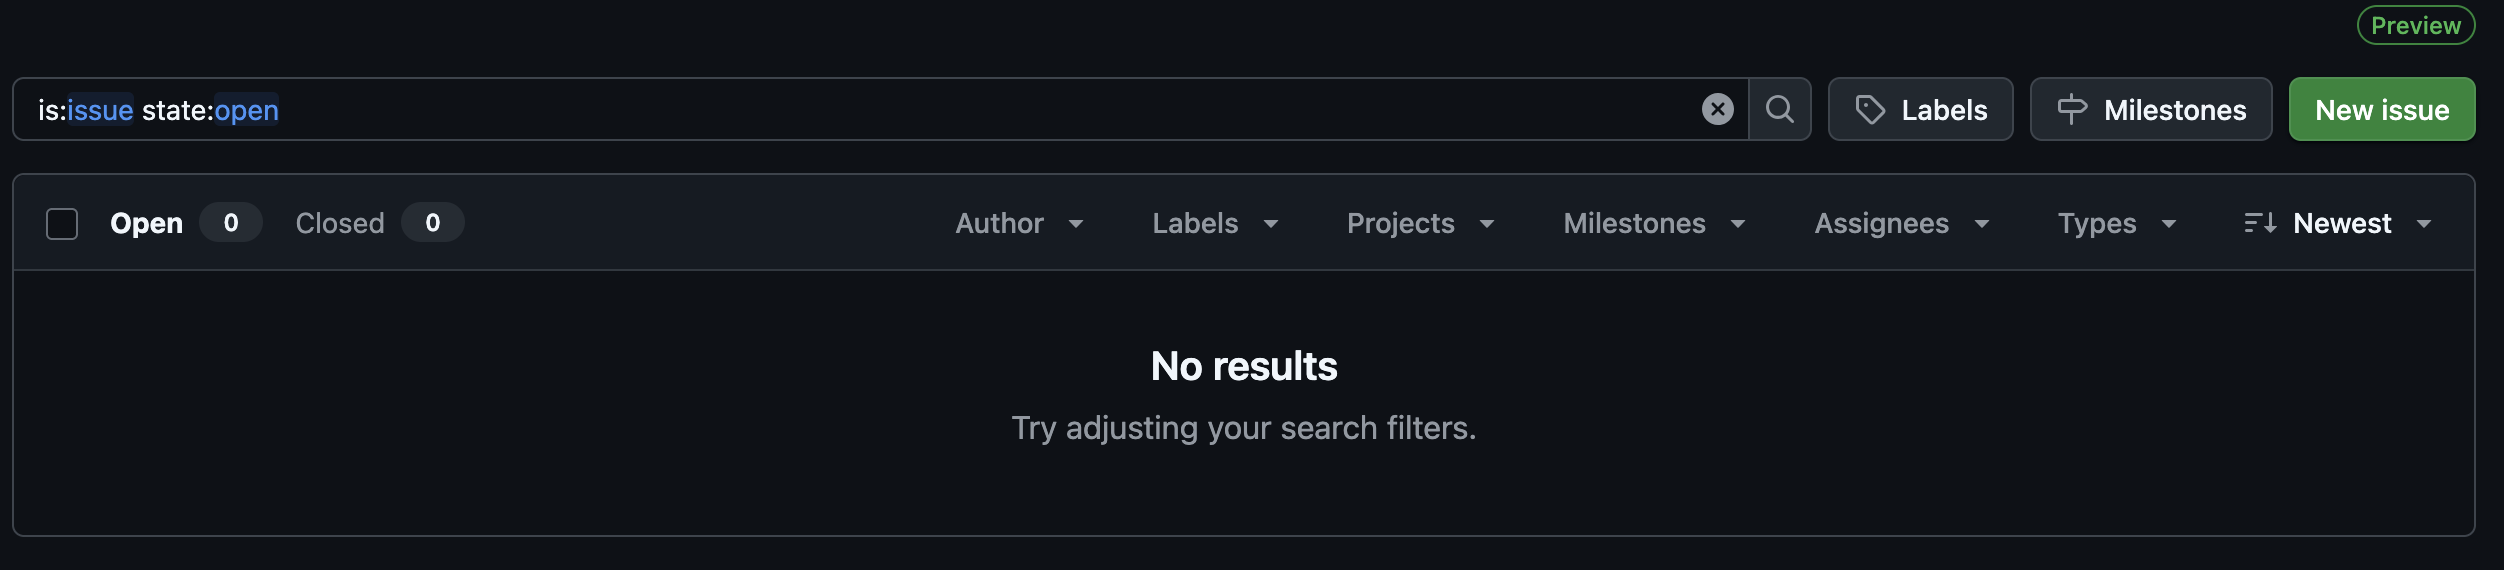 Preview
is:issue state:open
Labels
Milestones
New issue
Open 0 Closed 0 Author Labels Projects Milestones Assignees Types Newest
No results
Try adjusting your search filters.